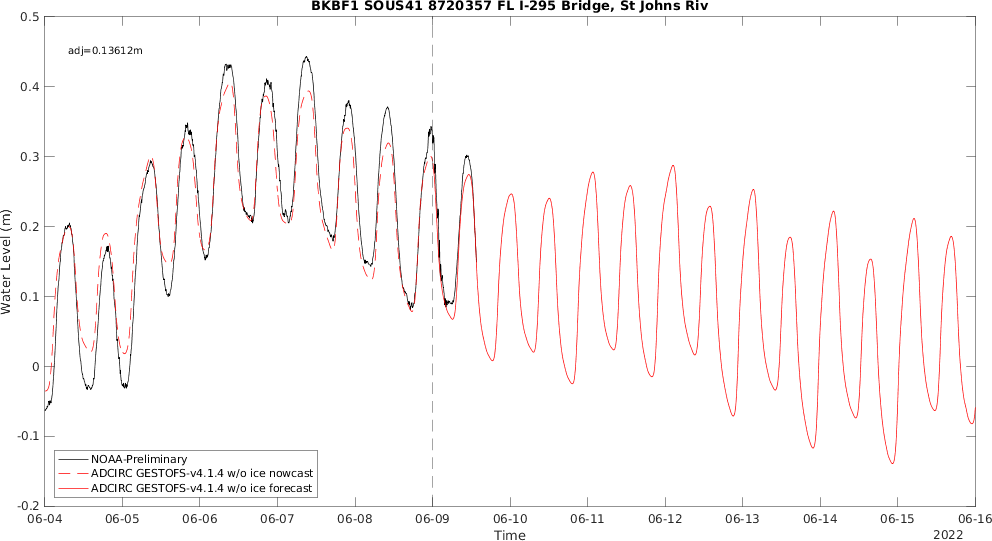 BKBF1 SOUS41 8720357 FL I-295 Bridge, St Johns Riv
adj=0.13612m
0.5
0.4
0.3
0.2
0.1
0
-0.1
-0.2
Water Level (m)
NOAA-Preliminary
ADCIRC GESTOFS-v4.1.4 w/o ice nowcast
ADCIRC GESTOFS-v4.1.4 w/o ice forecast
06-04 06-05 06-06 06-07 06-08 06-09 06-10 06-11 06-12 06-13 06-14 06-15 06-16
Time
2022